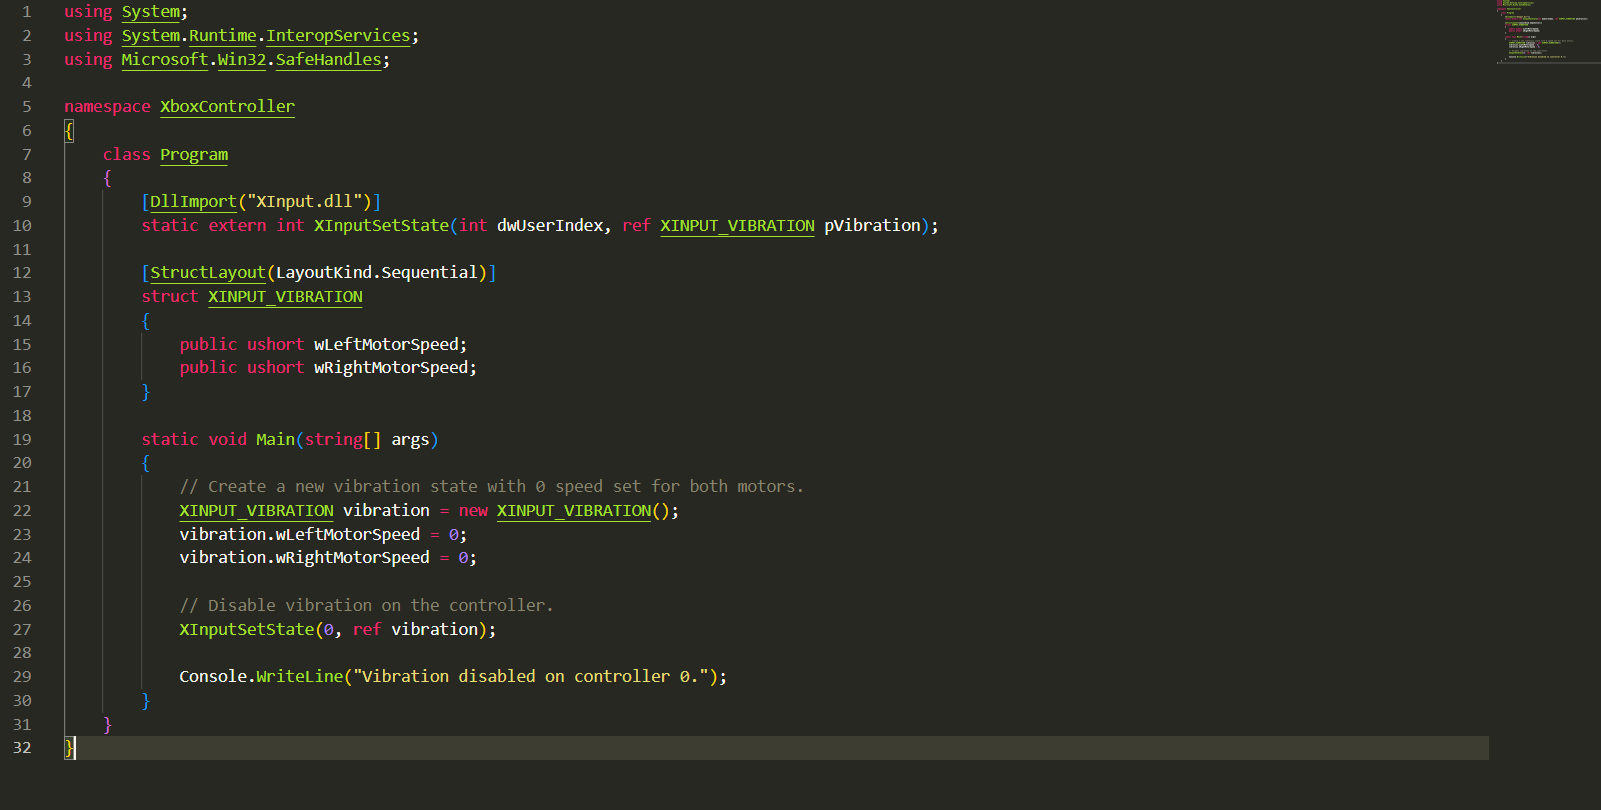 1 using System;
2 using System.Runtime.InteropServices;
3 using Microsoft.Win32.SafeHandles;
4
5 namespace XboxController
6 {
7 class Program
8 {
9 [DllImport("XInput.dll")]
10 static extern int XInputSetState(int dwUserIndex, ref XINPUT_VIBRATION pVibration);
11
12 [StructLayout(LayoutKind.Sequential)]
13 struct XINPUT_VIBRATION
14 {
15 public ushort wLeftMotorSpeed;
16 public ushort wRightMotorSpeed;
17 }
18
19 static void Main(string[] args)
20 {
21 // Create a new vibration state with 0 speed set for both motors.
22 XINPUT_VIBRATION vibration = new XINPUT_VIBRATION();
23 vibration.wLeftMotorSpeed = 0;
24 vibration.wRightMotorSpeed = 0;
25
26 // Disable vibration on the controller.
27 XInputSetState(0, ref vibration);
28
29 Console.WriteLine("Vibration disabled on controller 0.");
30 }
31 }
32 }